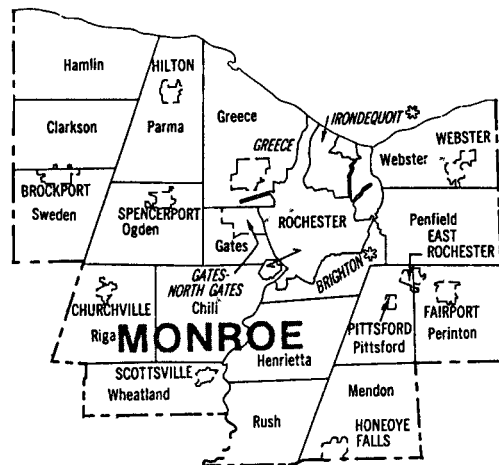 Hamlin
HILTON
Greece
IRONDEQUOIT
Clarkson
Parma
GREECE
WEBSTER
Webster
BROCKPORT
Sweden
SPENCERPORT
Ogden
ROCHESTER
Penfield
EAST
ROCHESTER
Gates
BRIGHTON
GATES-
NORTH GATES
Chili
CHURCHVILLE
Riga
MONROE
PITTSFORD
Pittsford
FAIRPORT
Perinton
Henrietta
SCOTTSVILLE
Wheatland
Rush
Mendon
HONEOYE
FALLS